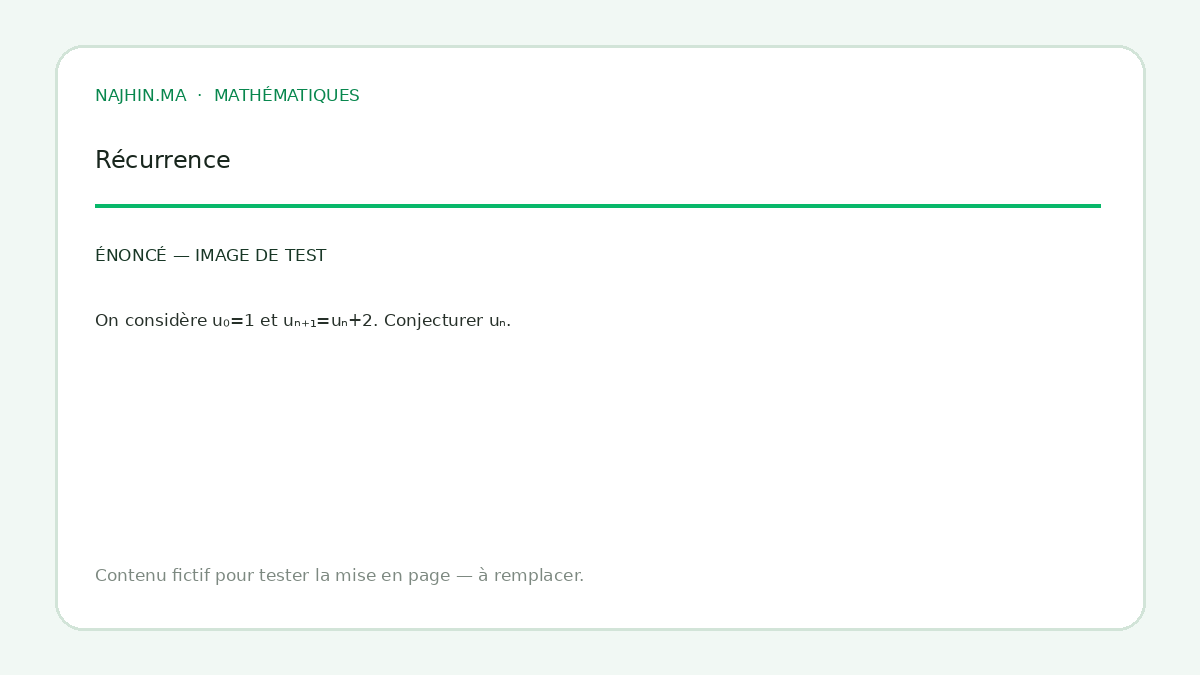 NAJHIN.MA · MATHÉMATIQUES
Récurrence
ÉNONCÉ — IMAGE DE TEST
On considère u₀=1 et uₙ₊₁=uₙ+2. Conjecturer uₙ.
Contenu fictif pour tester la mise en page — à remplacer.